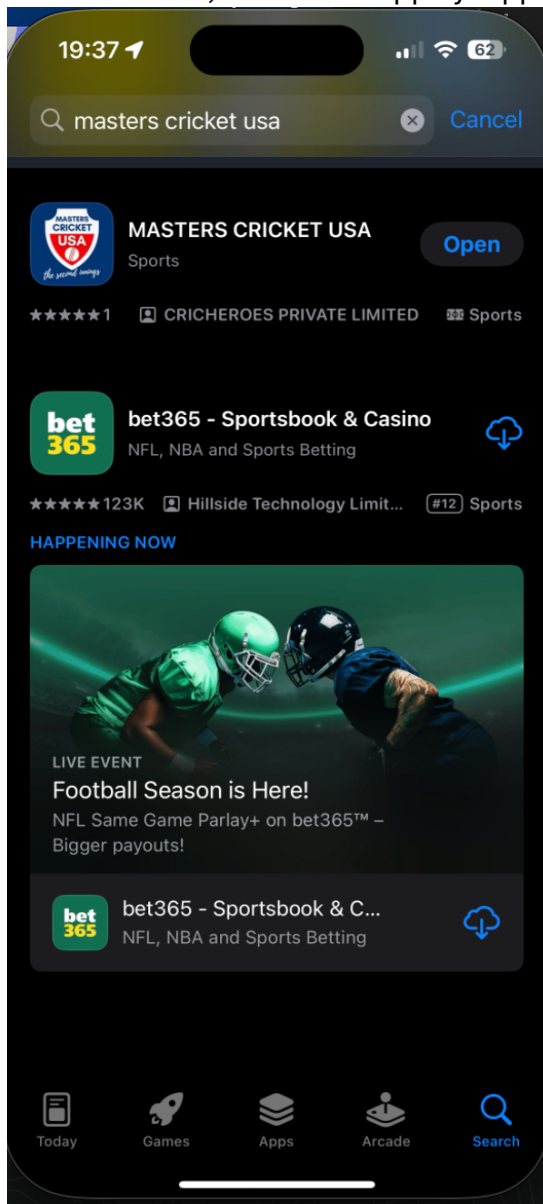 19:37
62
masters cricket usa
Cancel
MASTERS
CRICKET
USA
the second innings
MASTERS CRICKET USA
Sports
Open
★★★★★1 CRICHEROES PRIVATE LIMITED Sports
bet
365
bet365 - Sportsbook & Casino
NFL, NBA and Sports Betting
★★★★★123K Hillside Technology Limit... #12 Sports
HAPPENING NOW
LIVE EVENT
Football Season is Here!
NFL Same Game Parlay+ on bet365™ –
Bigger payouts!
bet
365
bet365 - Sportsbook & C...
NFL, NBA and Sports Betting
Today Games Apps Arcade Search